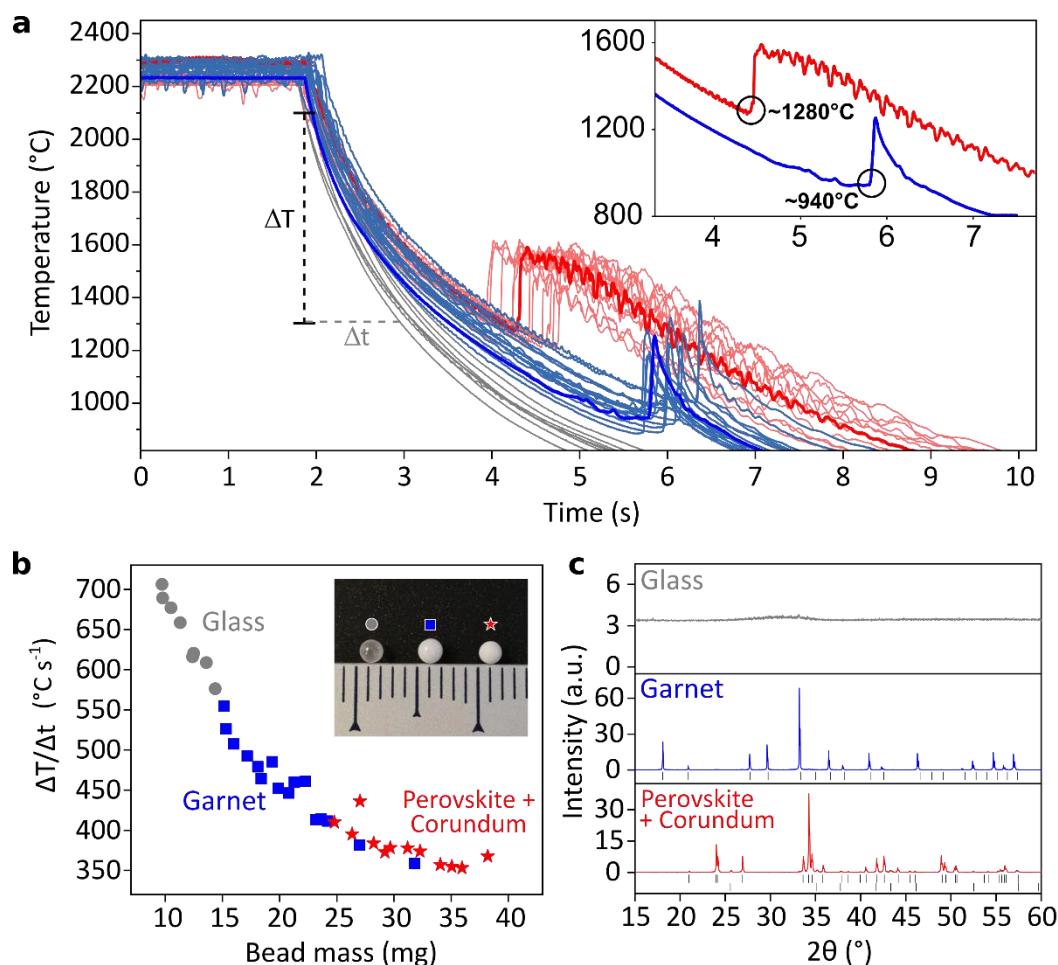 a
2400
2200
2000
1800
1600
1400
1200
1000
Temperature (°C)
ΔT
Δt
0 1 2 3 4 5 6 7 8 9 10
Time (s)
1600
1200
800
~1280°C
~940°C
4 5 6 7
b
700
650
600
550
500
450
400
350
ΔT/Δt (°C s⁻¹)
Glass
Garnet
Perovskite +
Corundum
10 15 20 25 30 35 40
Bead mass (mg)
c
Glass
6
3
0
Garnet
60
30
0
Perovskite
+ Corundum
30
15
0
Intensity (a.u.)
15 20 25 30 35 40 45 50 55 60
2θ (°)